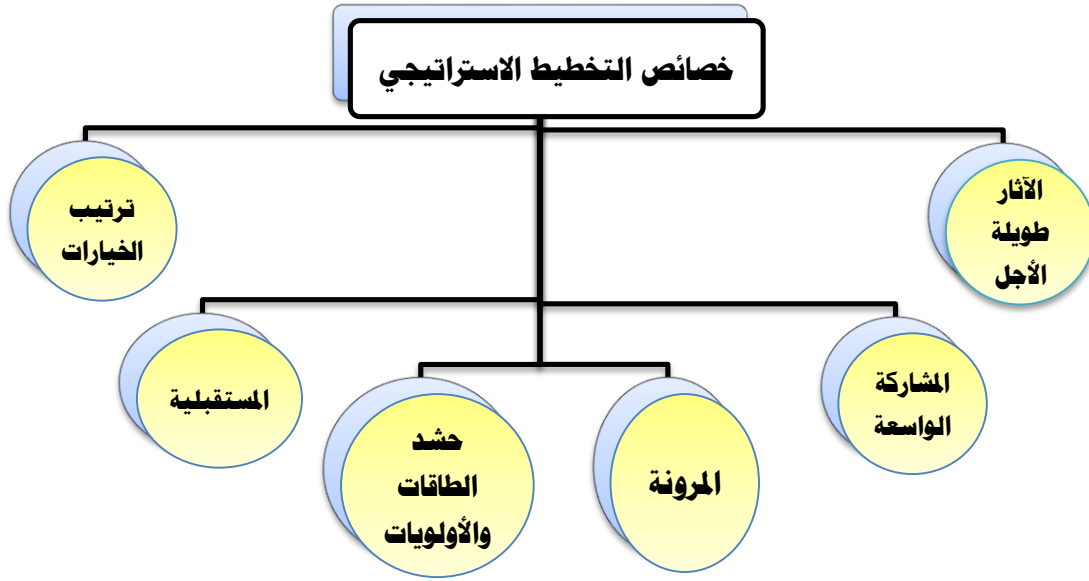 خصائص التخطيط الاستراتيجي
الآثار
طويلة
الأجل
المشاركة
الواسعة
المرونة
حشد
الطاقات
والأولويات
المستقبلية
ترتيب
الخيارات